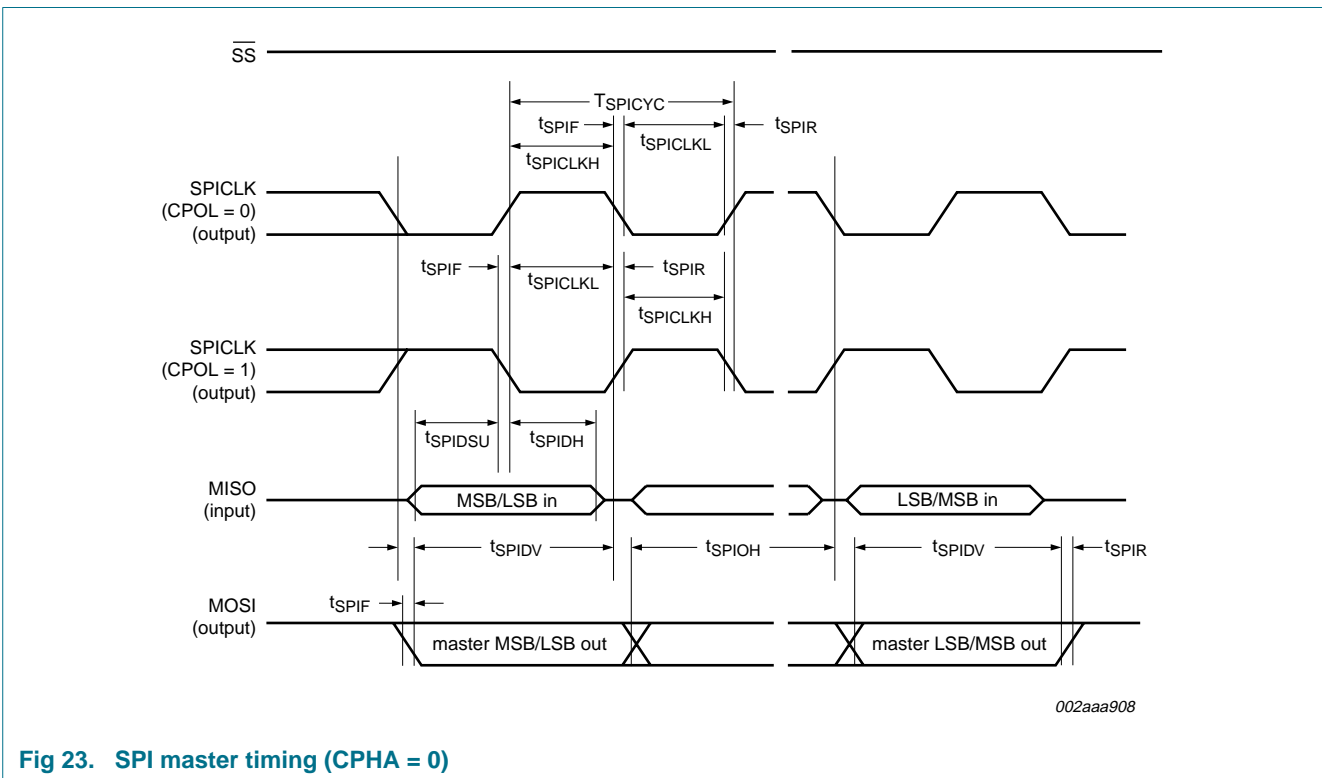 SS
TSPICYC
tSPIF
tSPICLKL
tSPIR
tSPICLKH
SPICLK
(CPOL = 0)
(output)
tSPIF
tSPICLKL
tSPIR
tSPICLKH
SPICLK
(CPOL = 1)
(output)
tSPIDSU
tSPIDH
MISO
(input)
MSB/LSB in
LSB/MSB in
tSPIDV
tSPIOH
tSPIDV
tSPIR
tSPIF
MOSI
(output)
master MSB/LSB out
master LSB/MSB out
002aaa908
Fig 23. SPI master timing (CPHA = 0)